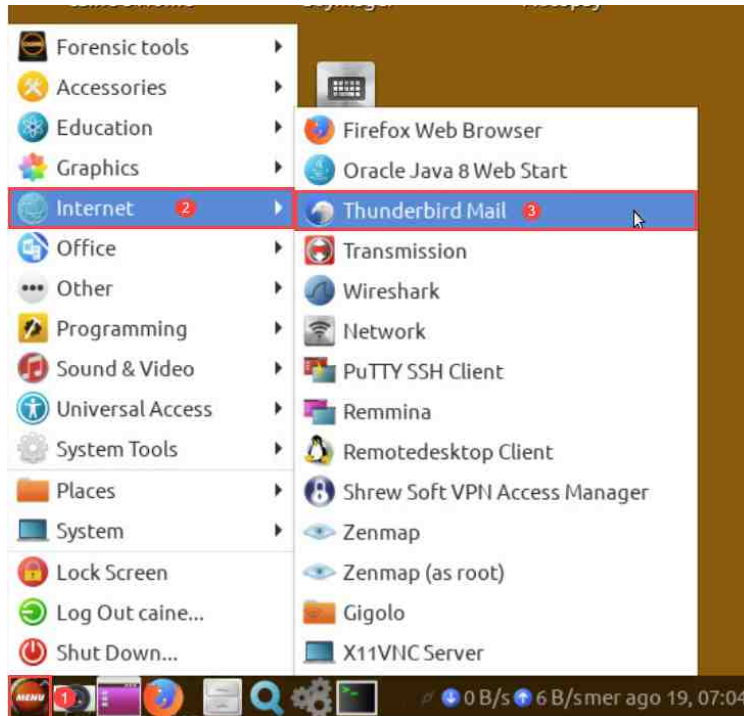 Forensic tools
Accessories
Education
Graphics
Internet 2
Office
Other
Programming
Sound & Video
Universal Access
System Tools
Places
System
Lock Screen
Log Out caine...
Shut Down...
Firefox Web Browser
Oracle Java 8 Web Start
Thunderbird Mail 3
Transmission
Wireshark
Network
PuTTY SSH Client
Remmina
Remotedesktop Client
Shrew Soft VPN Access Manager
Zenmap
Zenmap (as root)
Gigolo
X11VNC Server
MENU 1 0 B/s 6 B/s mer ago 19, 07:04